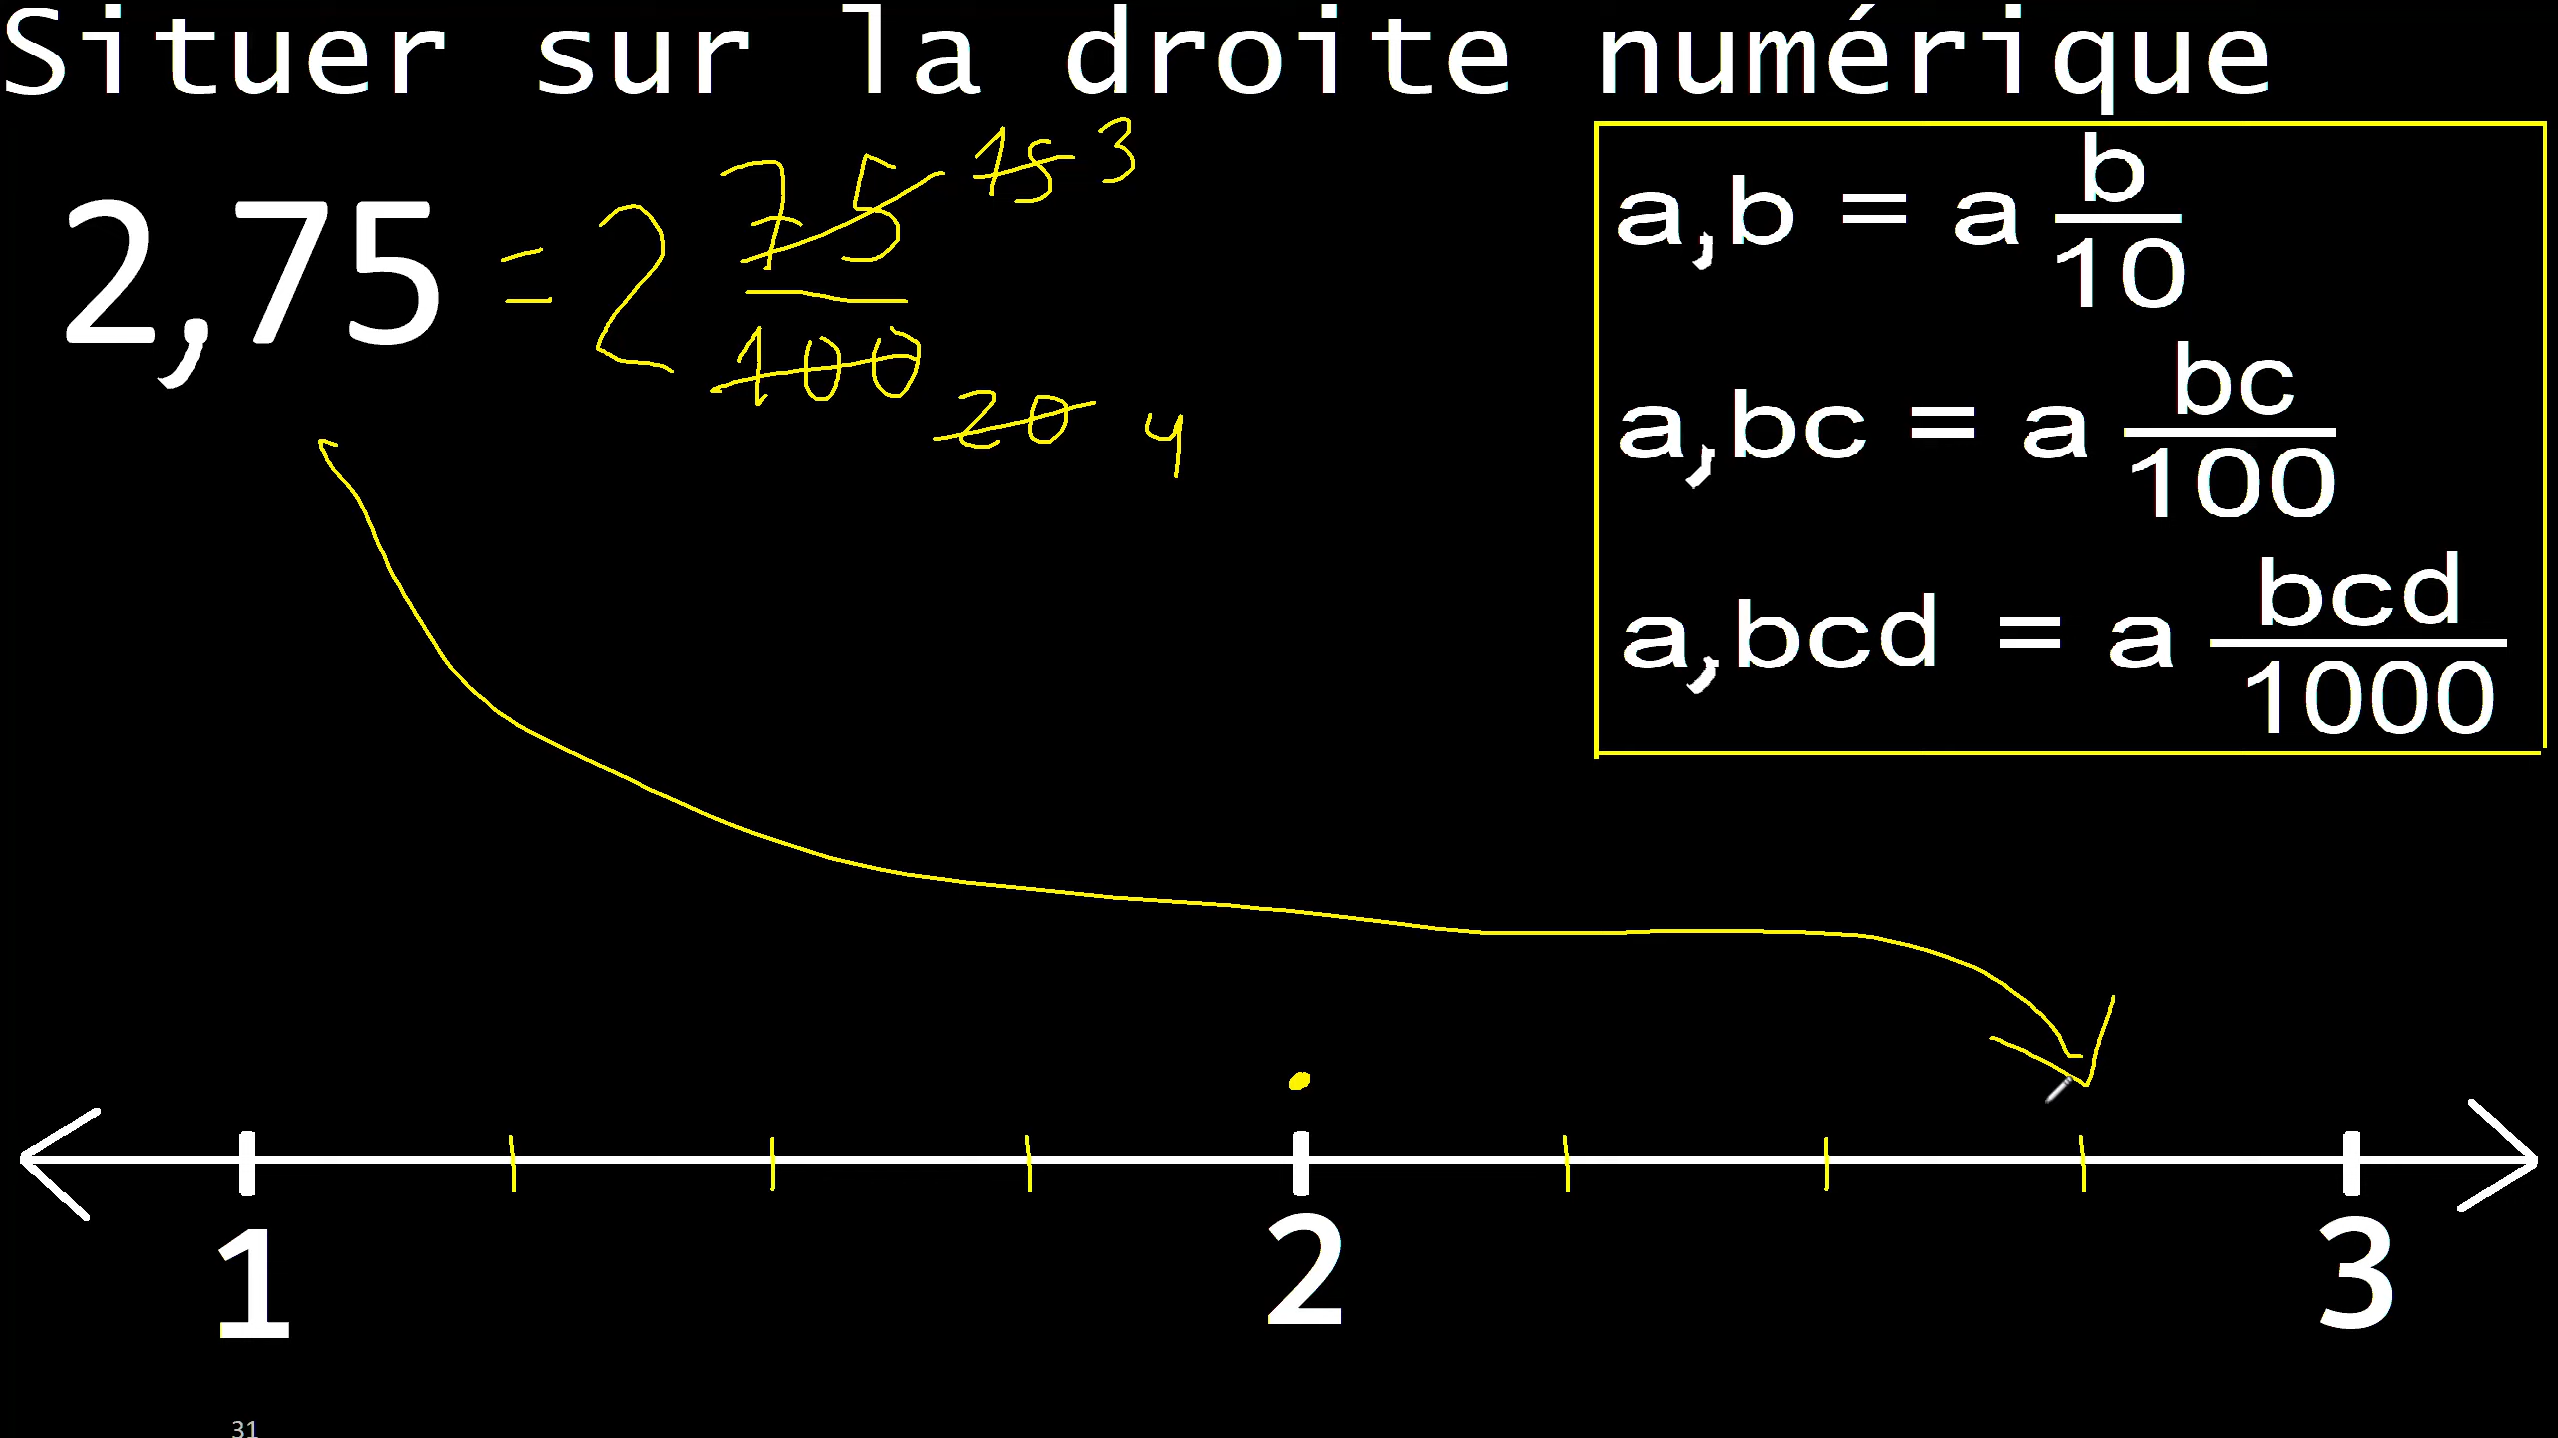 Situer sur la droite numérique
2,75 = 2 75/100 15 3
20 4
a,b = a b/10
a,bc = a bc/100
a,bcd = a bcd/1000
1 2 3
31